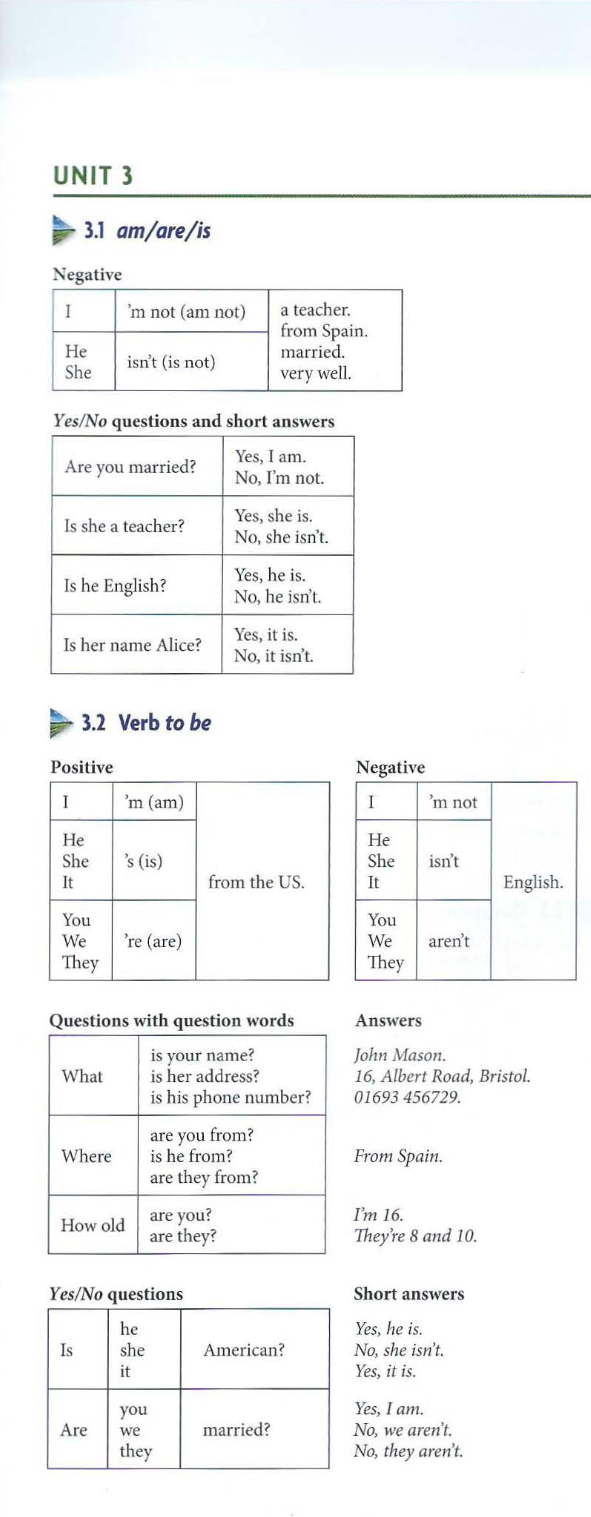 UNIT 3
3.1 am/are/is
Negative
I 'm not (am not) a teacher.
from Spain.
He married.
She isn't (is not) very well.
Yes/No questions and short answers
Are you married? Yes, I am.
No, I'm not.
Is she a teacher? Yes, she is.
No, she isn't.
Is he English? Yes, he is.
No, he isn't.
Is her name Alice? Yes, it is.
No, it isn't.
3.2 Verb to be
Positive
I 'm (am)
He
She 's (is)
It from the US.
You
We 're (are)
They
Negative
I 'm not
He
She isn't
It English.
You
We aren't
They
Questions with question words Answers
is your name? John Mason.
What is her address? 16, Albert Road, Bristol.
is his phone number? 01693 456729.
are you from?
Where is he from? From Spain.
are they from?
How old are you? I'm 16.
are they? They're 8 and 10.
Yes/No questions Short answers
he Yes, he is.
Is she American? No, she isn't.
it Yes, it is.
you Yes, I am.
Are we married? No, we aren't.
they No, they aren't.